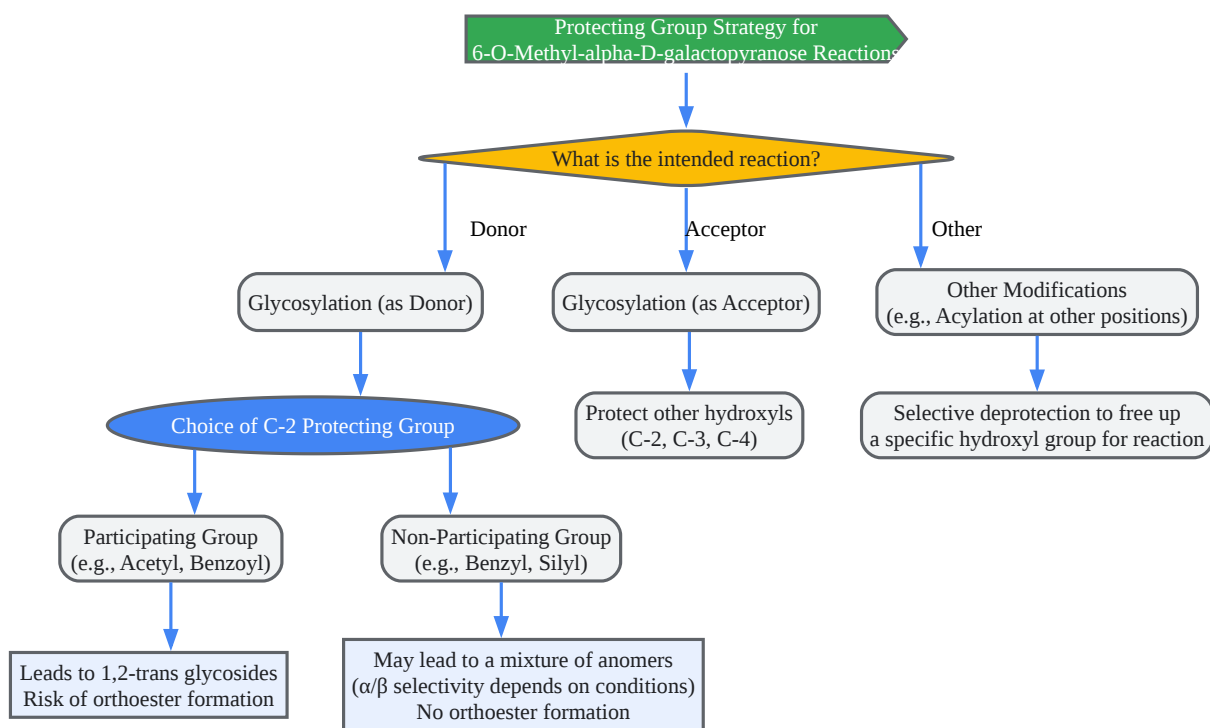 Protecting Group Strategy for
6-O-Methyl-alpha-D-galactopyranose Reactions
What is the intended reaction?
Donor
Acceptor
Other
Glycosylation (as Donor)
Glycosylation (as Acceptor)
Other Modifications
(e.g., Acylation at other positions)
Choice of C-2 Protecting Group
Protect other hydroxyls
(C-2, C-3, C-4)
Selective deprotection to free up
a specific hydroxyl group for reaction
Participating Group
(e.g., Acetyl, Benzoyl)
Non-Participating Group
(e.g., Benzyl, Silyl)
Leads to 1,2-trans glycosides
Risk of orthoester formation
May lead to a mixture of anomers
(α/β selectivity depends on conditions)
No orthoester formation